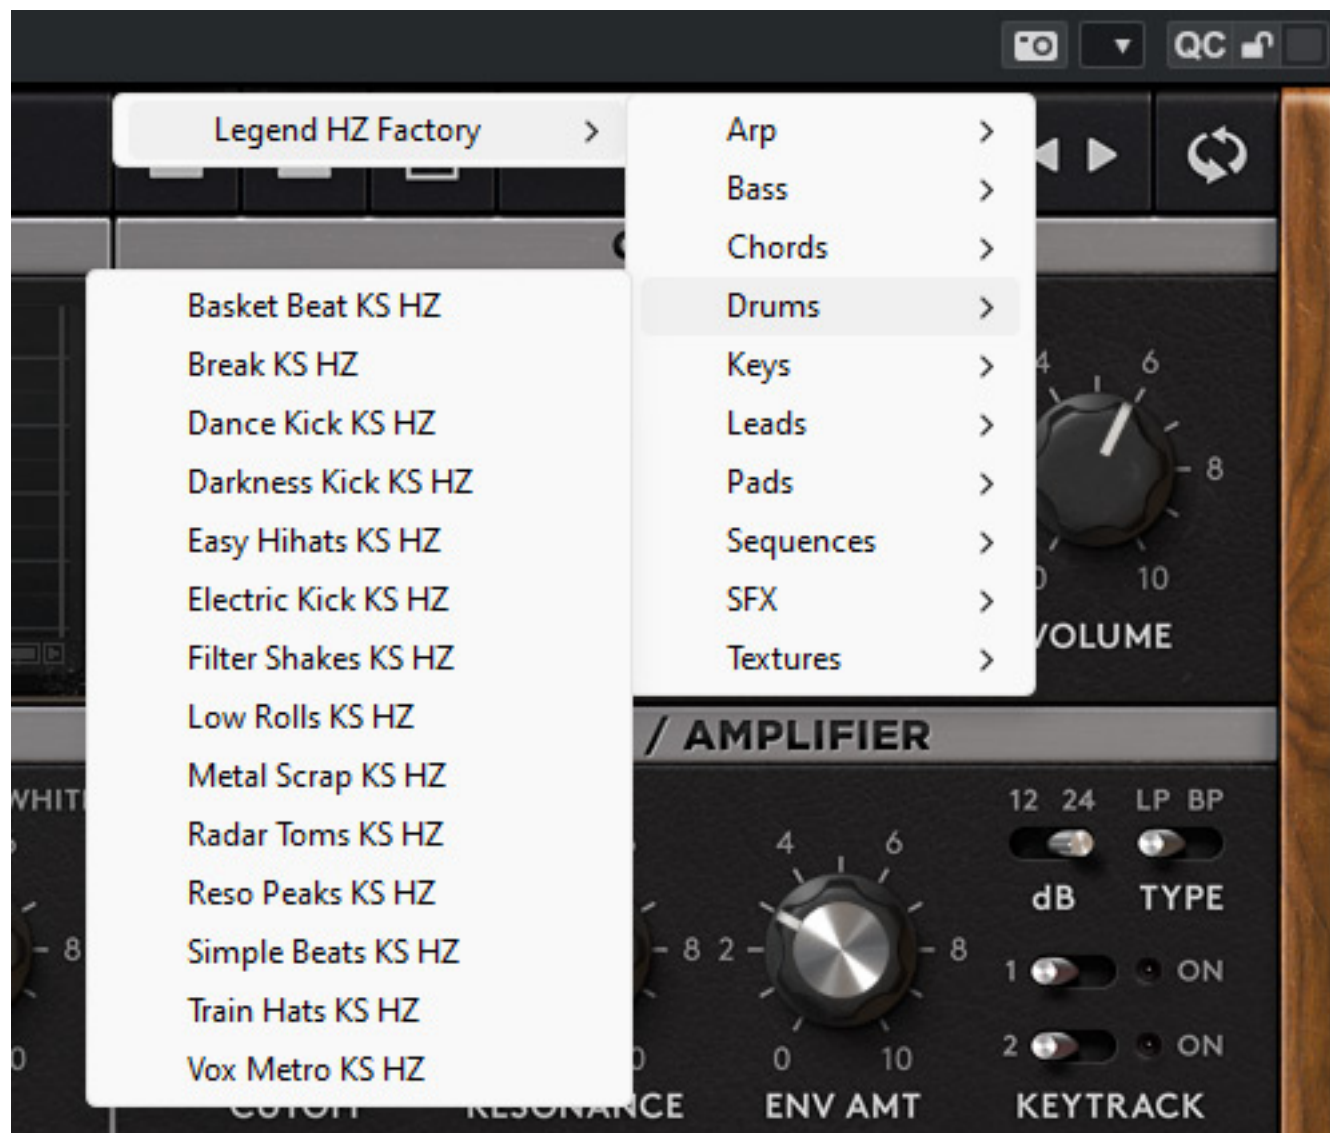 QC
Legend HZ Factory
Arp
Bass
Chords
Drums
Keys
Leads
Pads
Sequences
SFX
Textures
Basket Beat KS HZ
Break KS HZ
Dance Kick KS HZ
Darkness Kick KS HZ
Easy Hihats KS HZ
Electric Kick KS HZ
Filter Shakes KS HZ
Low Rolls KS HZ
Metal Scrap KS HZ
Radar Toms KS HZ
Reso Peaks KS HZ
Simple Beats KS HZ
Train Hats KS HZ
Vox Metro KS HZ
4 6
8
10
VOLUME
/ AMPLIFIER
WHIT
12 24 LP BP
4 6
dB TYPE
8 8 2 8
1 ON
2 ON
0 0 10
CUTOFF RESONANCE ENV AMT KEYTRACK